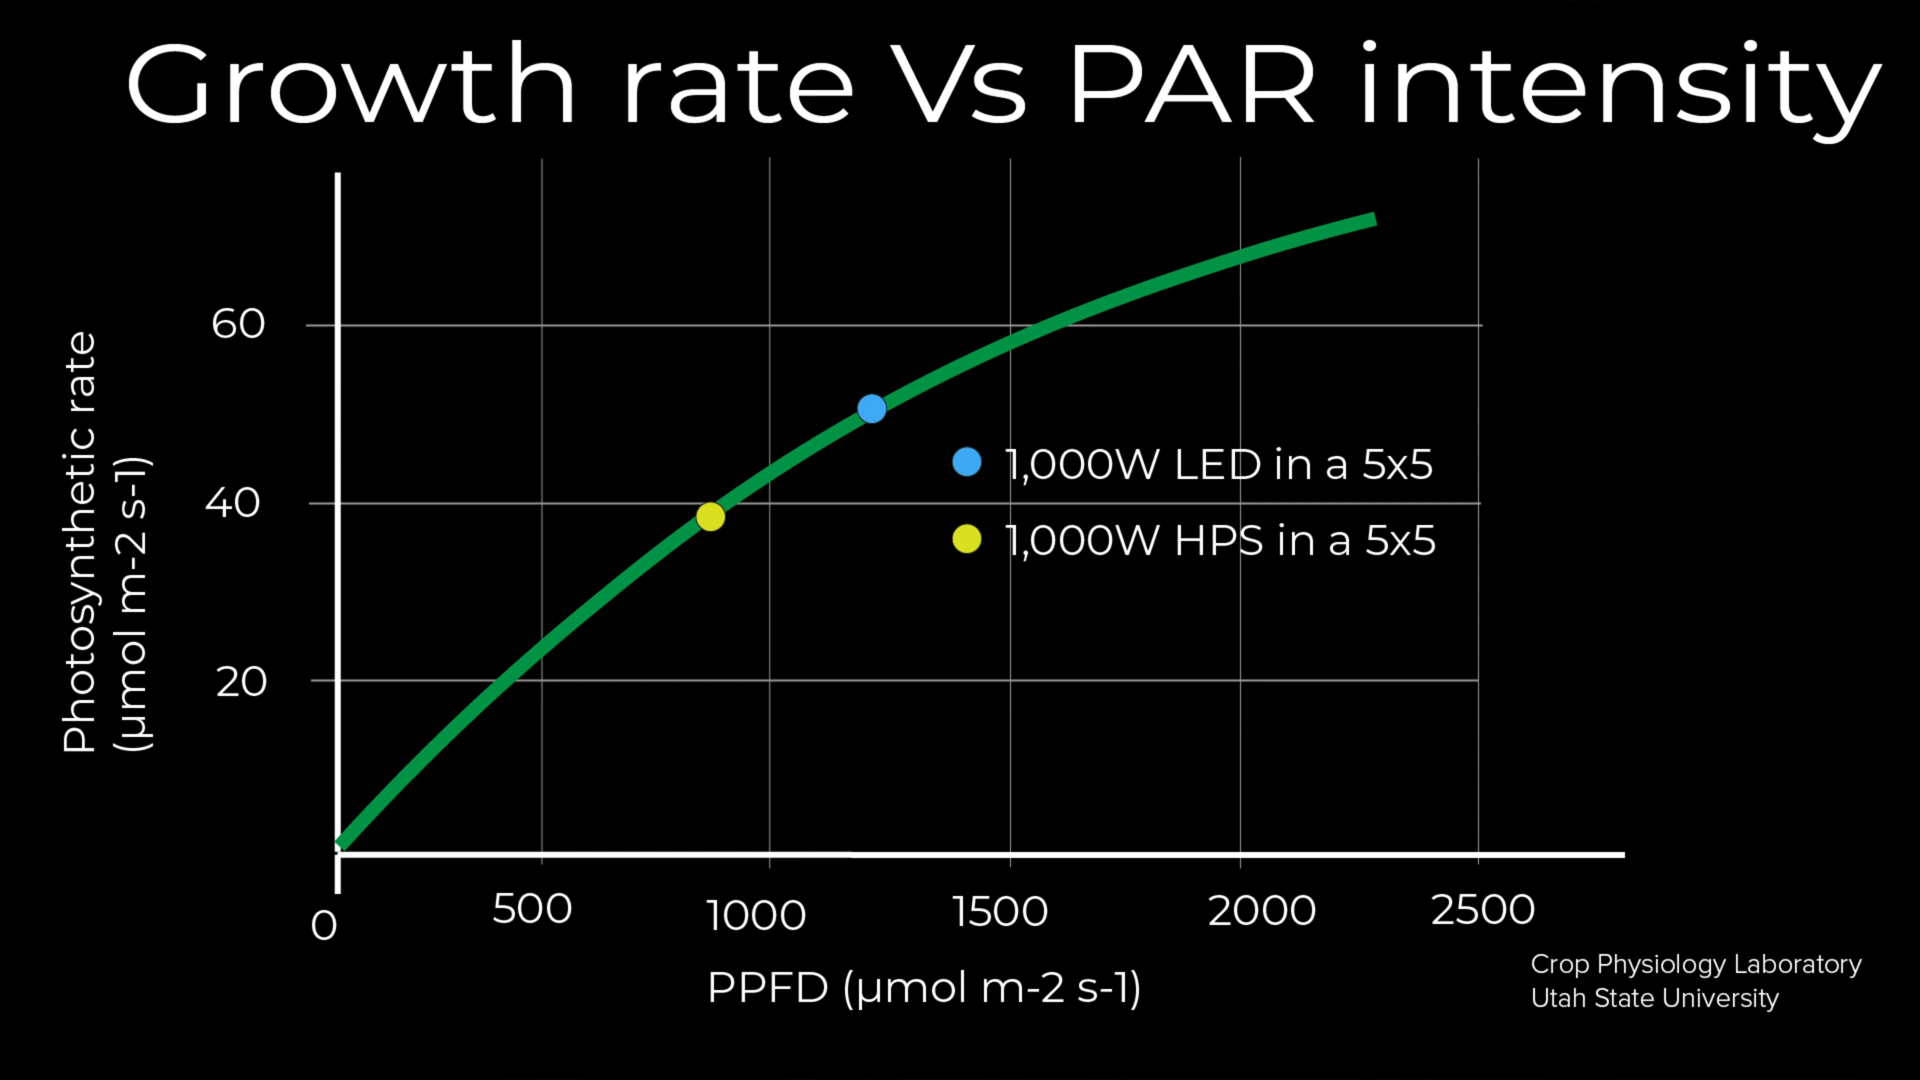 Growth rate Vs PAR intensity
Photosynthetic rate
(µmol m-2 s-1)
60
40
20
1,000W LED in a 5x5
1,000W HPS in a 5x5
0
500
1000
1500
2000
2500
PPFD (µmol m-2 s-1)
Crop Physiology Laboratory
Utah State University